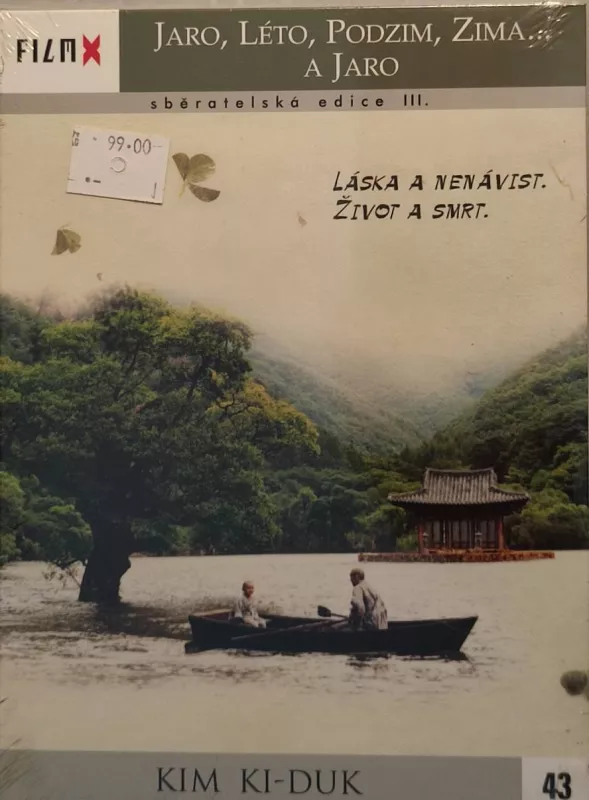 FILMX
JARO, LÉTO, PODZIM, ZIMA...
A JARO
sběratelská edice III.
99.00
LÁSKA A NENÁVIST.
ŽIVOT A SMRT.
KIM KI-DUK
43